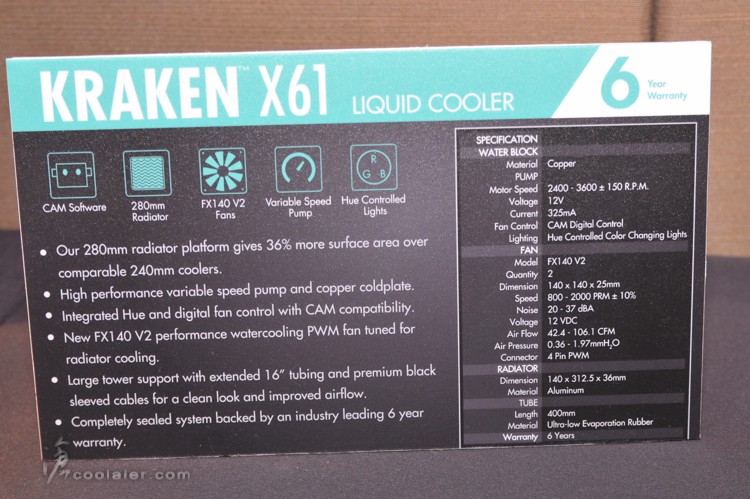 KRAKEN™ X61 LIQUID COOLER
6 Year
Warranty
CAM Software
280mm
Radiator
FX140 V2
Fans
Variable Speed
Pump
R
G B
Hue Controlled
Lights
• Our 280mm radiator platform gives 36% more surface area over
comparable 240mm coolers.
• High performance variable speed pump and copper coldplate.
• Integrated Hue and digital fan control with CAM compatibility.
• New FX140 V2 performance watercooling PWM fan tuned for
radiator cooling.
• Large tower support with extended 16" tubing and premium black
sleeved cables for a clean look and improved airflow.
• Completely sealed system backed by an industry leading 6 year
warranty.
SPECIFICATION
WATER BLOCK
Material Copper
PUMP
Motor Speed 2400 - 3600 ± 150 R.P.M.
Voltage 12V
Current 325mA
Fan Control CAM Digital Control
Lighting Hue Controlled Color Changing Lights
FAN
Model FX140 V2
Quantity 2
Dimension 140 x 140 x 25mm
Speed 800 - 2000 PRM ± 10%
Noise 20 - 37 dBA
Voltage 12 VDC
Air Flow 42.4 - 106.1 CFM
Air Pressure 0.36 - 1.97mmH₂O
Connector 4 Pin PWM
RADIATOR
Dimension 140 x 312.5 x 36mm
Material Aluminum
TUBE
Length 400mm
Material Ultra-low Evaporation Rubber
Warranty 6 Years
coolaler.com